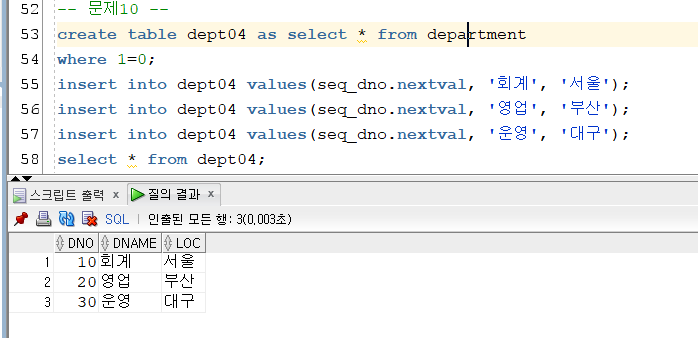 52 -- 문제10 --
53 create table dept04 as select * from department
54 where 1=0;
55 insert into dept04 values(seq_dno.nextval, '회계', '서울');
56 insert into dept04 values(seq_dno.nextval, '영업', '부산');
57 insert into dept04 values(seq_dno.nextval, '운영', '대구');
58 select * from dept04;
스크립트 출력 x 질의 결과 x
SQL | 인출된 모든 행: 3(0,003초)
DNO DNAME LOC
1 10 회계 서울
2 20 영업 부산
3 30 운영 대구